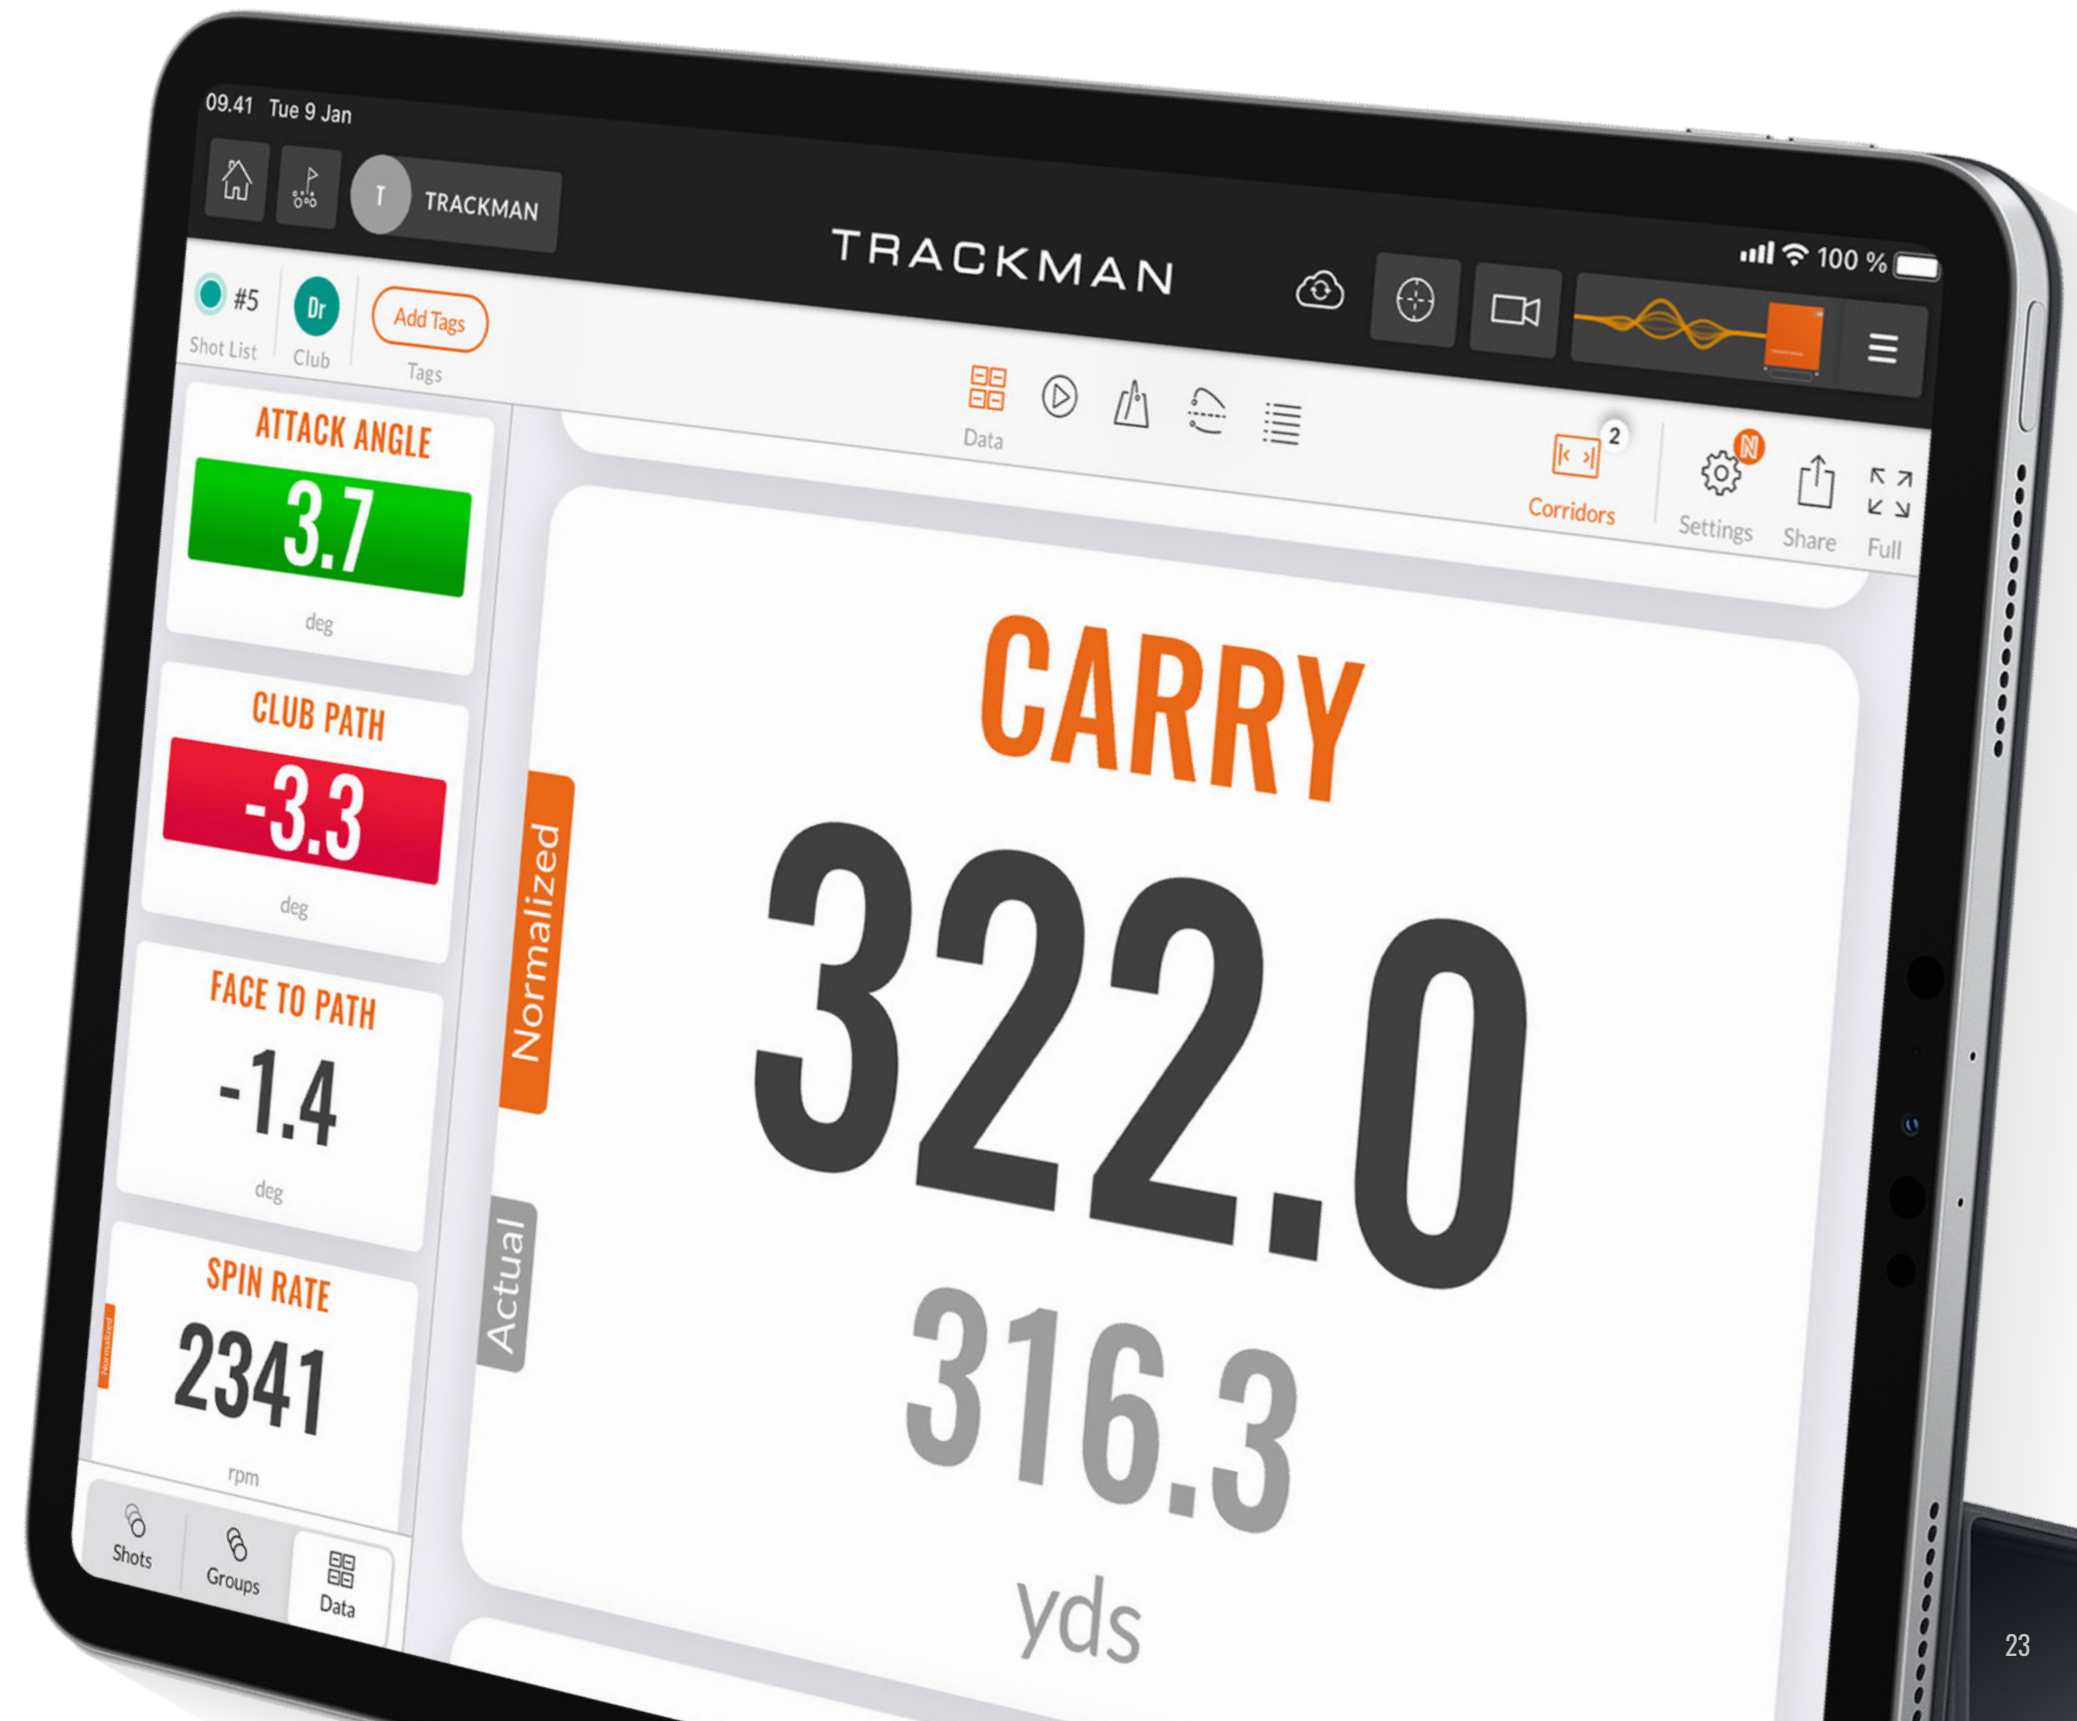 09.41 Tue 9 Jan
100 %
T TRACKMAN
TRACKMAN
#5
Shot List
Dr
Club
Add Tags
Tags
Data
2
Corridors
N
Settings
Share
Full
ATTACK ANGLE
3.7
deg
CLUB PATH
-3.3
deg
FACE TO PATH
-1.4
deg
SPIN RATE
Normalized
2341
rpm
Shots
Groups
Data
CARRY
Normalized
322.0
Actual
316.3
yds
23